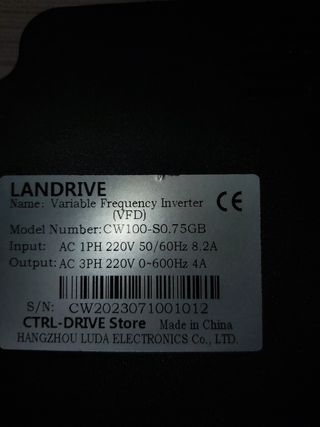 LANDRIVE
Name: Variable Frequency Inverter
(VFD)
Model Number:CW100-S0.75GB
Input: AC 1PH 220V 50/60Hz 8.2A
Output: AC 3PH 220V 0~600Hz 4A
S/N: CW2023071001012
CTRL-DRIVE Store Made in China
HANGZHOU LUDA ELECTRONICS Co., LTD.
CE